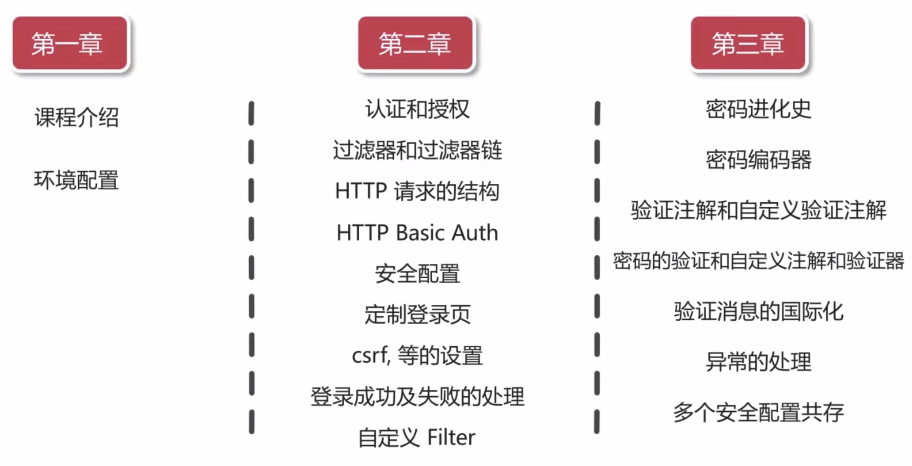 第一章
课程介绍
环境配置
第二章
认证和授权
过滤器和过滤器链
HTTP 请求的结构
HTTP Basic Auth
安全配置
定制登录页
csrf, 等的设置
登录成功及失败的处理
自定义 Filter
第三章
密码进化史
密码编码器
验证注解和自定义验证注解
密码的验证和自定义注解和验证器
验证消息的国际化
异常的处理
多个安全配置共存